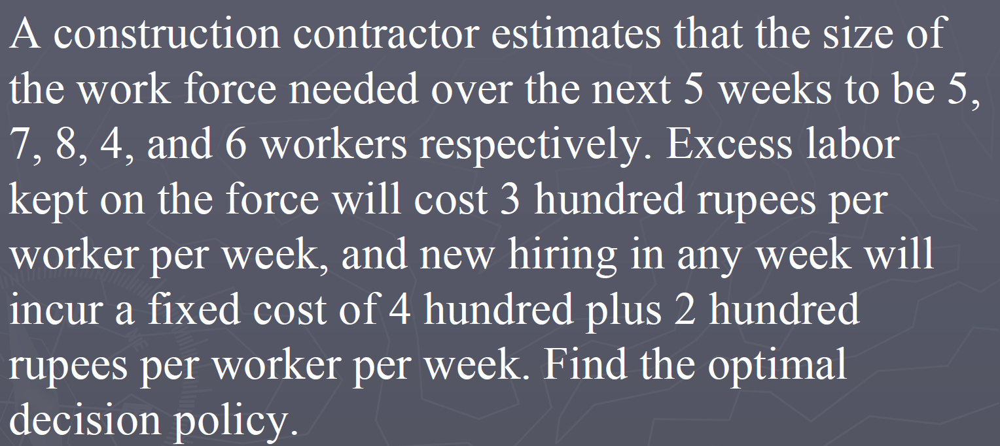 A construction contractor estimates that the size of
the work force needed over the next 5 weeks to be 5,
7, 8, 4, and 6 workers respectively. Excess labor
kept on the force will cost 3 hundred rupees per
worker per week, and new hiring in any week will
incur a fixed cost of 4 hundred plus 2 hundred
rupees per worker per week. Find the optimal
decision policy.